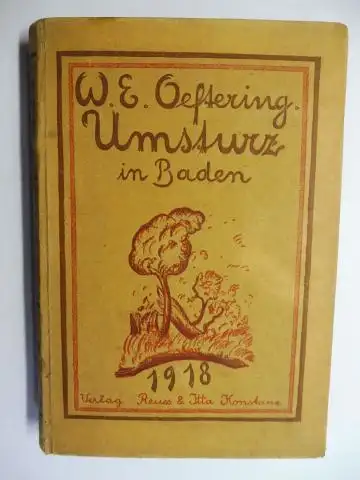 W. E. Oeftering.
Umsturz
in Baden
1918
Verlag Reuss & Itta Konstanz